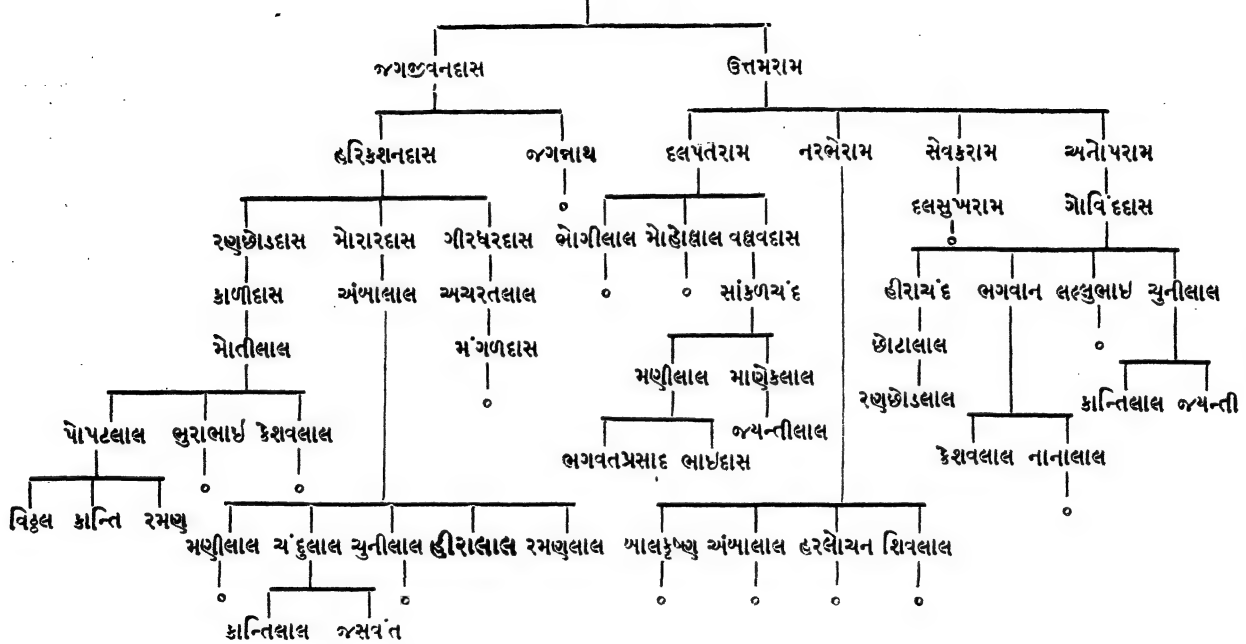 જગજીવનદાસ ઉત્તમરામ
હરિકશનદાસ જગન્નાથ દલપતરામ નરભેરામ સેવકરામ અનોપરામ
દલસુખરામ ગોવિંદદાસ
રણછોડદાસ મોરારદાસ ગીરધરદાસ ભોગીલાલ મોહોલાલ વલ્લવદાસ
કાળીદાસ અંબાલાલ અચરતલાલ સાંકળચંદ હીરાચંદ ભગવાન લલ્લુભાઇ ચુનીલાલ
મોતીલાલ મંગળદાસ છોટાલાલ
મણીલાલ માણેકલાલ રણછોડલાલ કાન્તિલાલ જયન્તી
પોપટલાલ ભુરાભાઈ કેશવલાલ જયન્તીલાલ
ભગવતપ્રસાદ ભાઇદાસ કેશવલાલ નાનાલાલ
વિઠ્ઠલ કાન્તિ રમણ
મણીલાલ ચંદુલાલ ચુનીલાલ હીરાલાલ રમણલાલ બાલકૃષ્ણ અંબાલાલ હરલોચન શિવલાલ
કાન્તિલાલ જસવંત